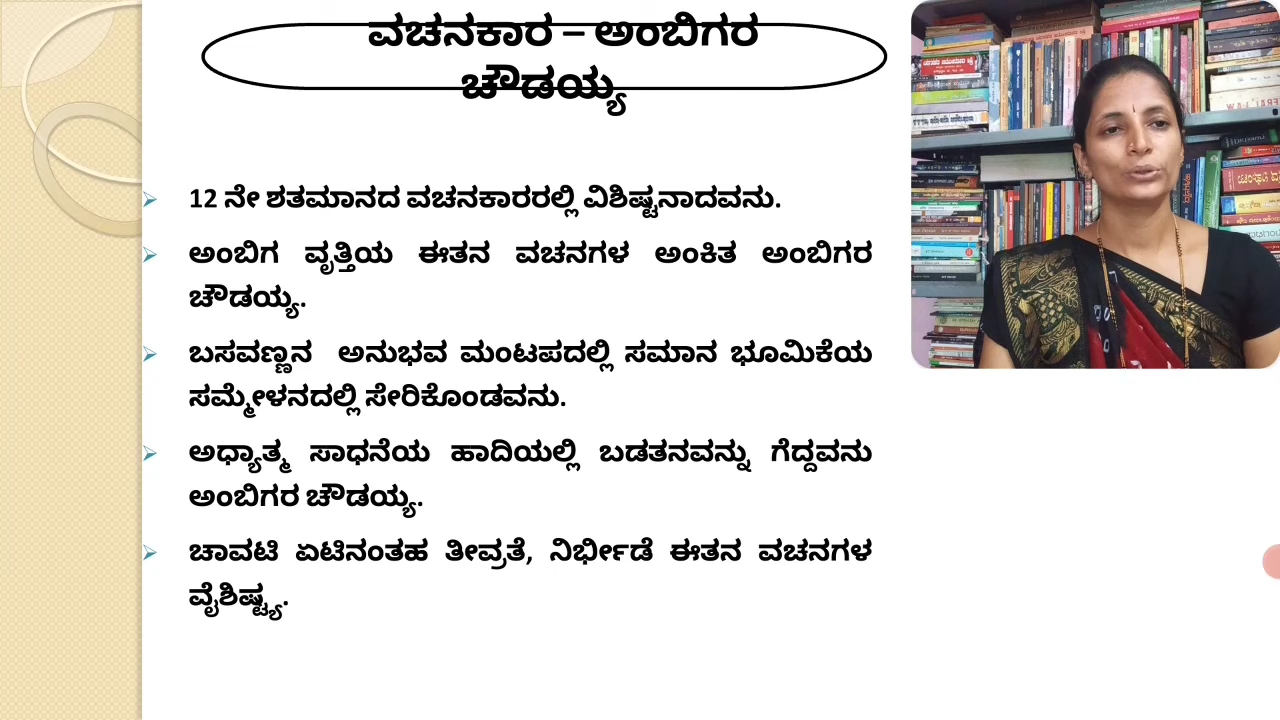 ವಚನಕಾರ – ಅಂಬಿಗರ
ಚೌಡಯ್ಯ
12 ನೇ ಶತಮಾನದ ವಚನಕಾರರಲ್ಲಿ ವಿಶಿಷ್ಟನಾದವನು.
ಅಂಬಿಗ ವೃತ್ತಿಯ ಈತನ ವಚನಗಳ ಅಂಕಿತ ಅಂಬಿಗರ
ಚೌಡಯ್ಯ.
ಬಸವಣ್ಣನ ಅನುಭವ ಮಂಟಪದಲ್ಲಿ ಸಮಾನ ಭೂಮಿಕೆಯ
ಸಮ್ಮೇಳನದಲ್ಲಿ ಸೇರಿಕೊಂಡವನು.
ಅಧ್ಯಾತ್ಮ ಸಾಧನೆಯ ಹಾದಿಯಲ್ಲಿ ಬಡತನವನ್ನು ಗೆದ್ದವನು
ಅಂಬಿಗರ ಚೌಡಯ್ಯ.
ಚಾವಟಿ ಏಟಿನಂತಹ ತೀವ್ರತೆ, ನಿರ್ಭೀಡೆ ಈತನ ವಚನಗಳ
ವೈಶಿಷ್ಟ್ಯ.